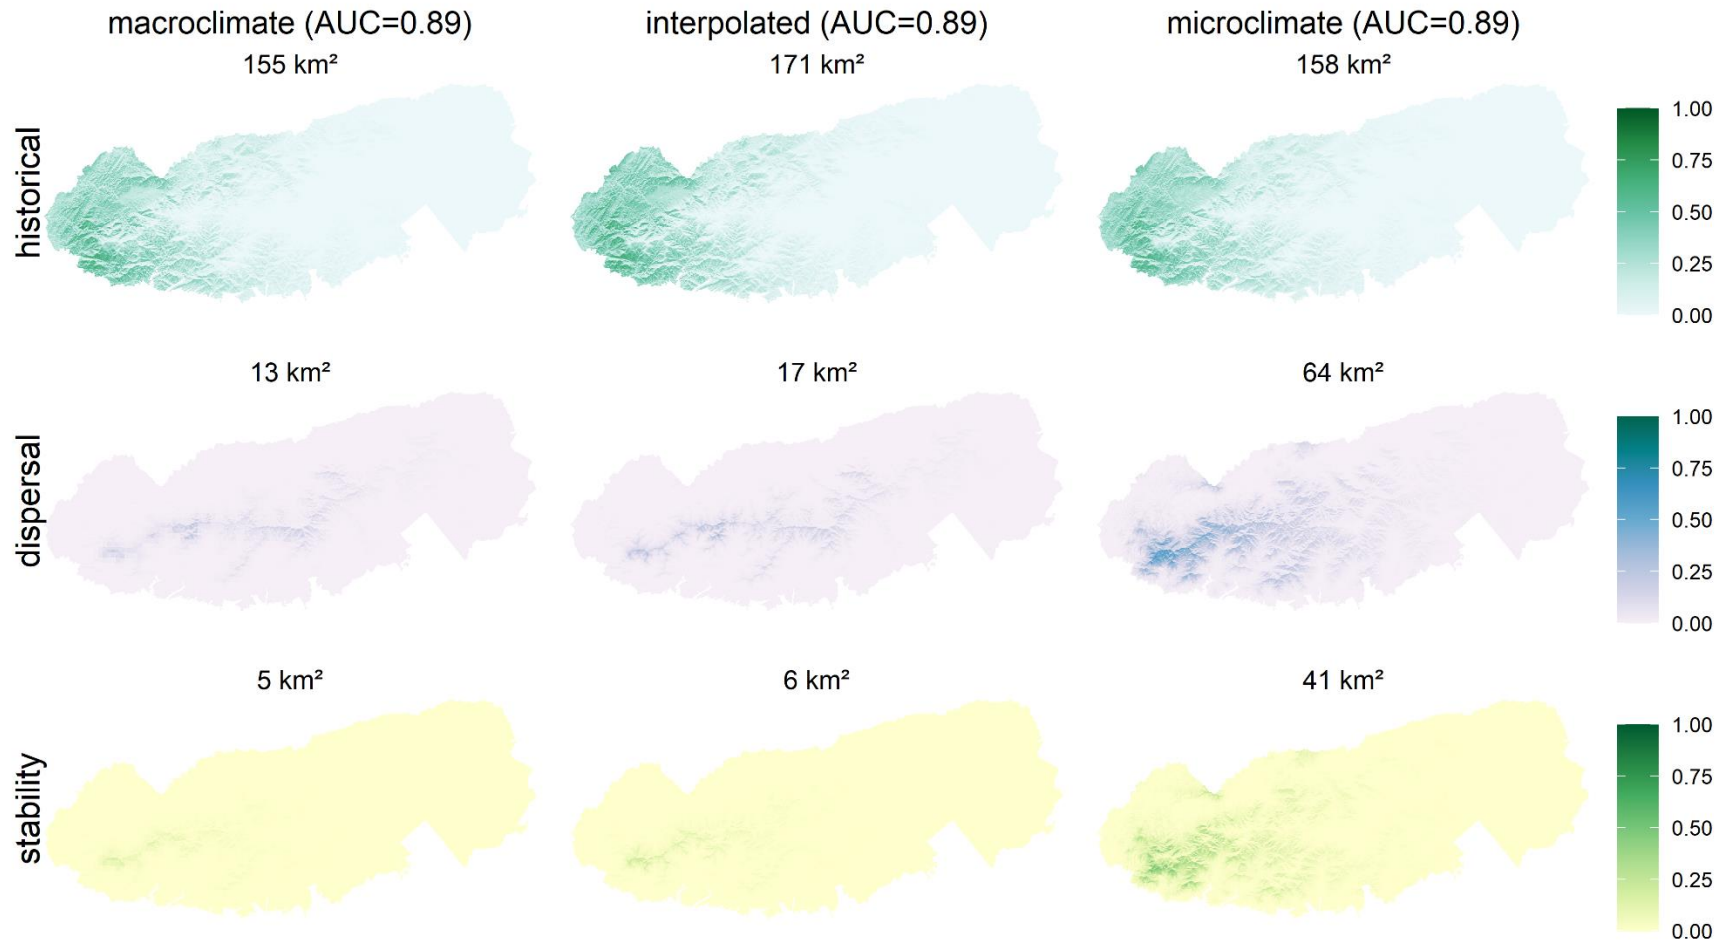 macroclimate (AUC=0.89)
interpolated (AUC=0.89)
microclimate (AUC=0.89)
155 km²
171 km²
158 km²
historical
1.00
0.75
0.50
0.25
0.00
13 km²
17 km²
64 km²
dispersal
1.00
0.75
0.50
0.25
0.00
5 km²
6 km²
41 km²
stability
1.00
0.75
0.50
0.25
0.00